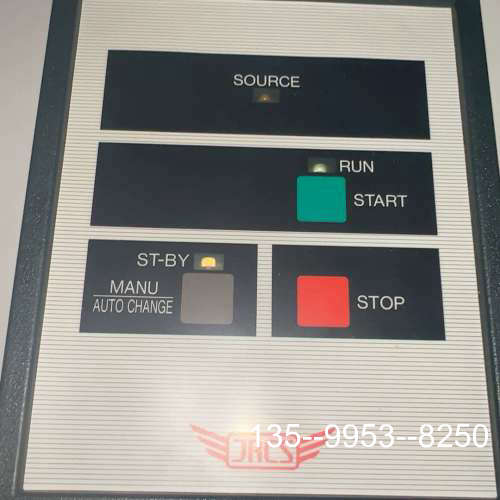 SOURCE
RUN
START
ST-BY
MANU
AUTO CHANGE
STOP
135--9953--8250